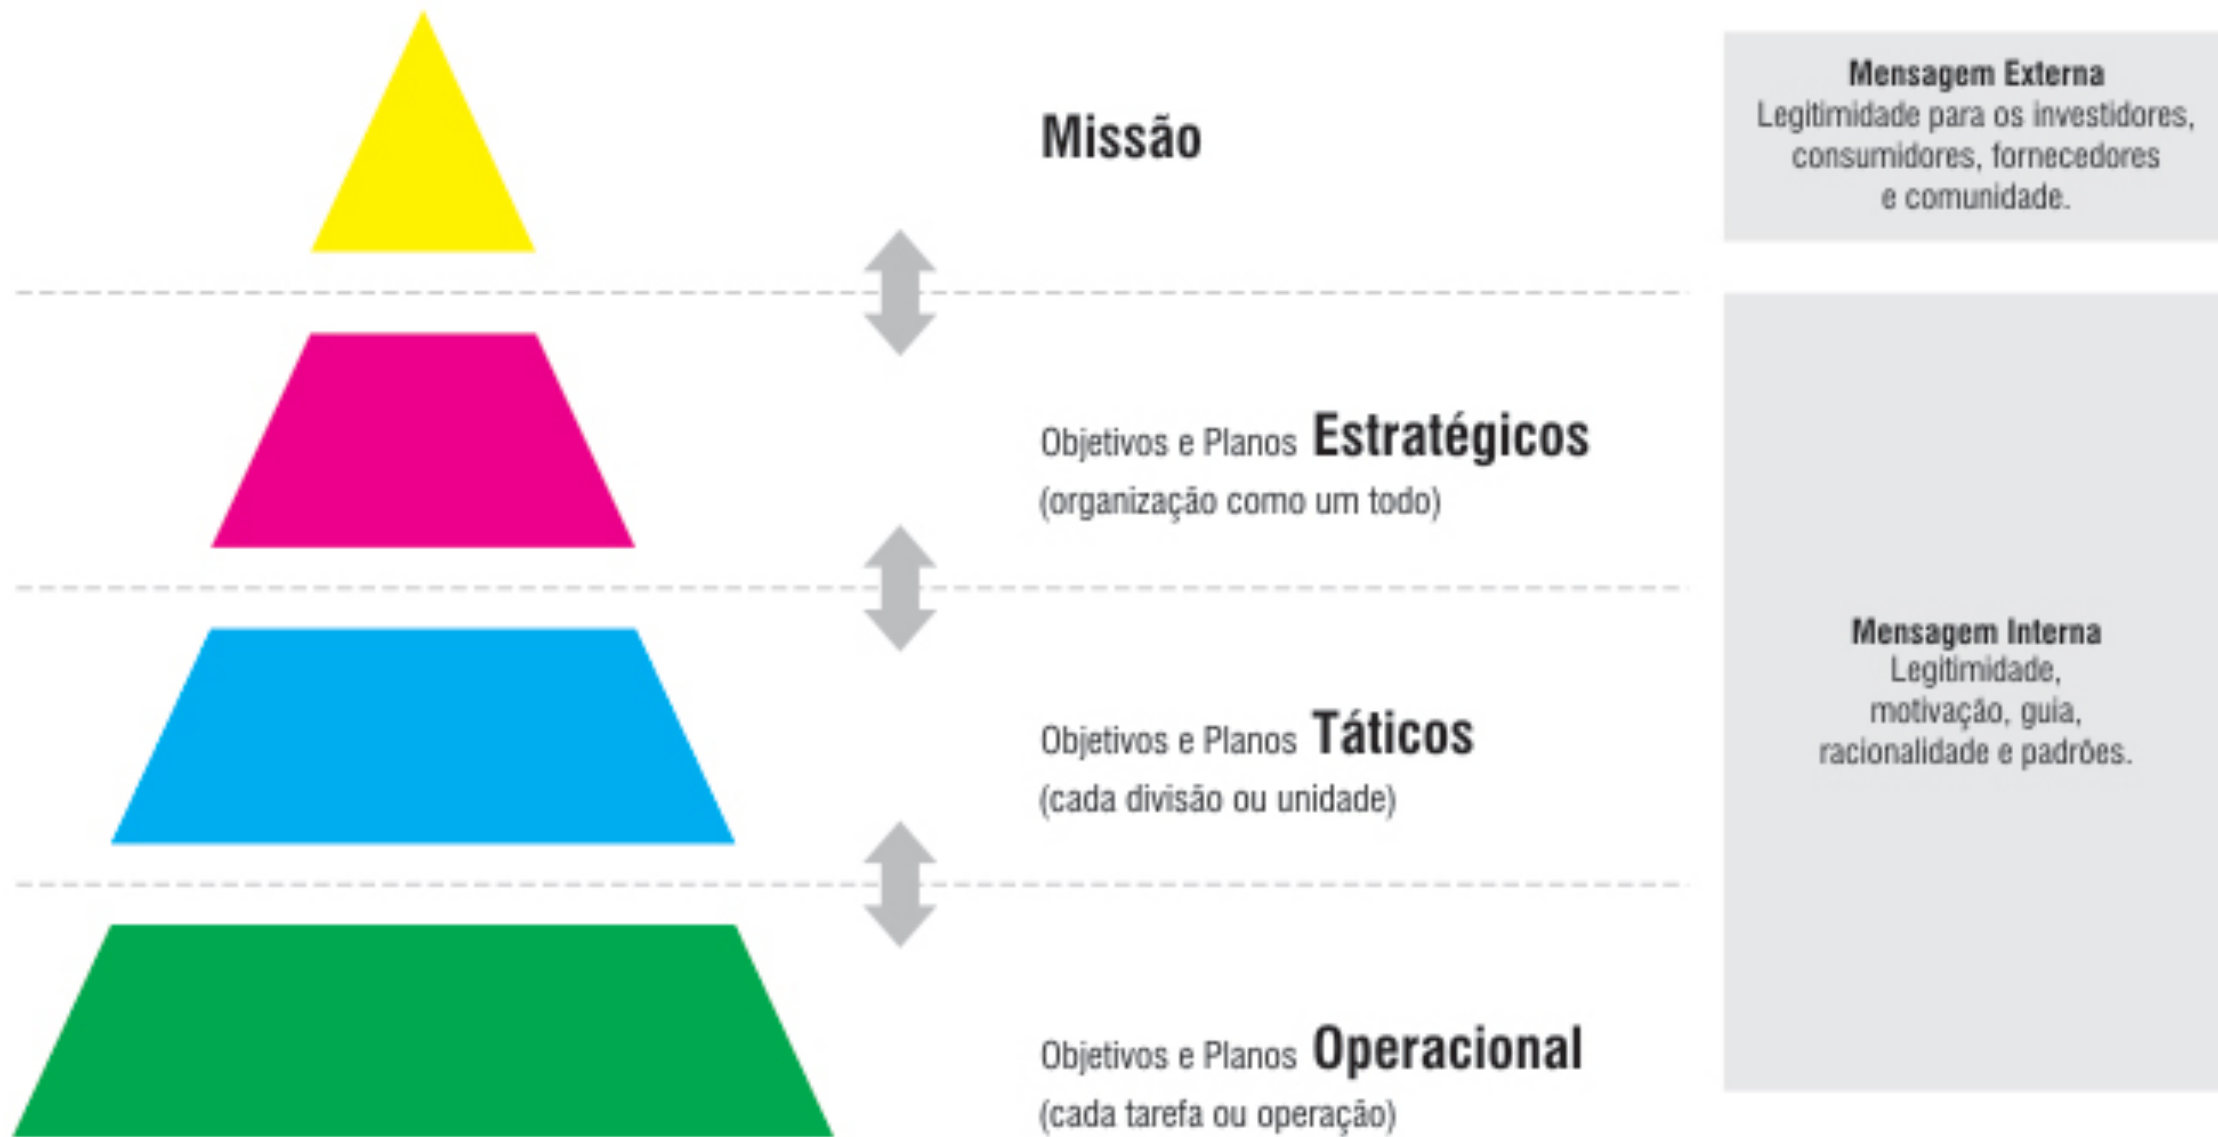 Missão
Mensagem Externa
Legitimidade para os investidores,
consumidores, fornecedores
e comunidade.
Objetivos e Planos Estratégicos
(organização como um todo)
Mensagem Interna
Legitimidade,
motivação, guia,
racionalidade e padrões.
Objetivos e Planos Táticos
(cada divisão ou unidade)
Objetivos e Planos Operacional
(cada tarefa ou operação)